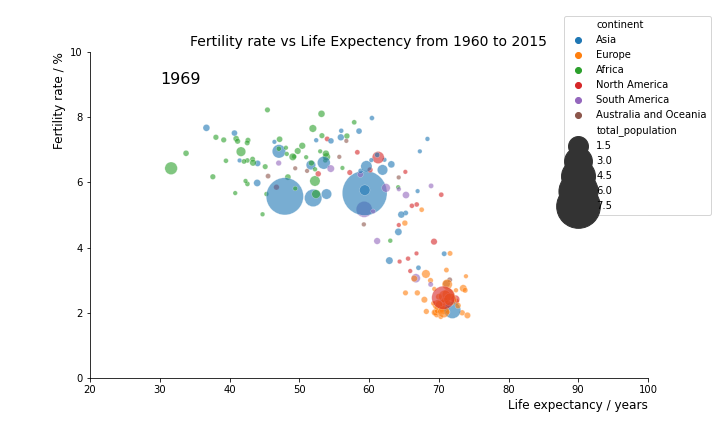 Fertility rate vs Life Expectency from 1960 to 2015
continent
Asia
Europe
Africa
North America
South America
Australia and Oceania
total_population
1.5
3.0
4.5
6.0
7.5
1969
Fertility rate / %
10
8
6
4
2
0
20 30 40 50 60 70 80 90 100
Life expectancy / years